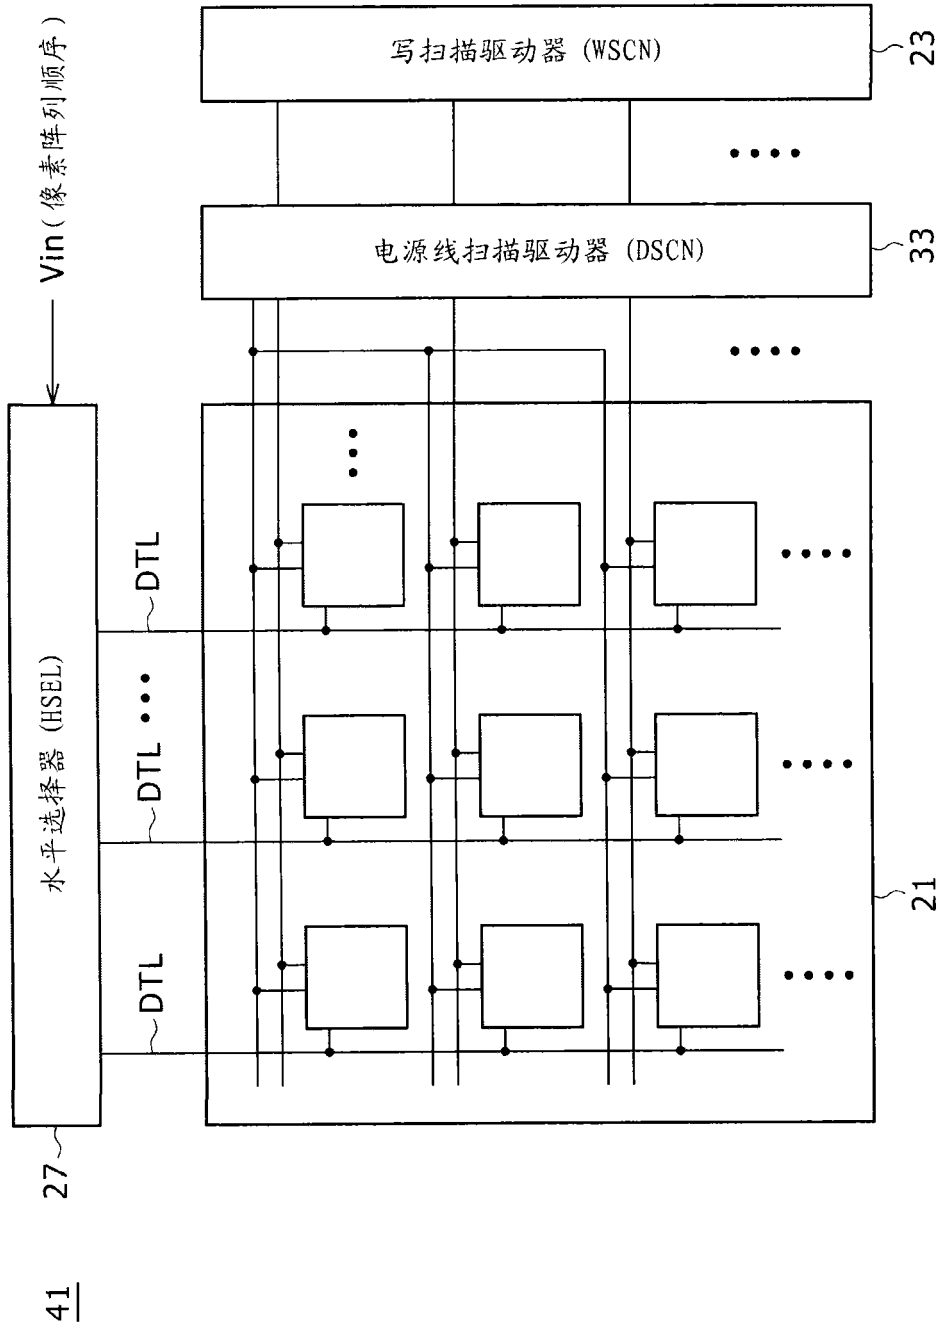 41
27
水平选择器 (HSEL)
Vin (像素阵列顺序)
DTL
DTL
DTL
21
电源线扫描驱动器 (DSCN)
33
写扫描驱动器 (WSCN)
23